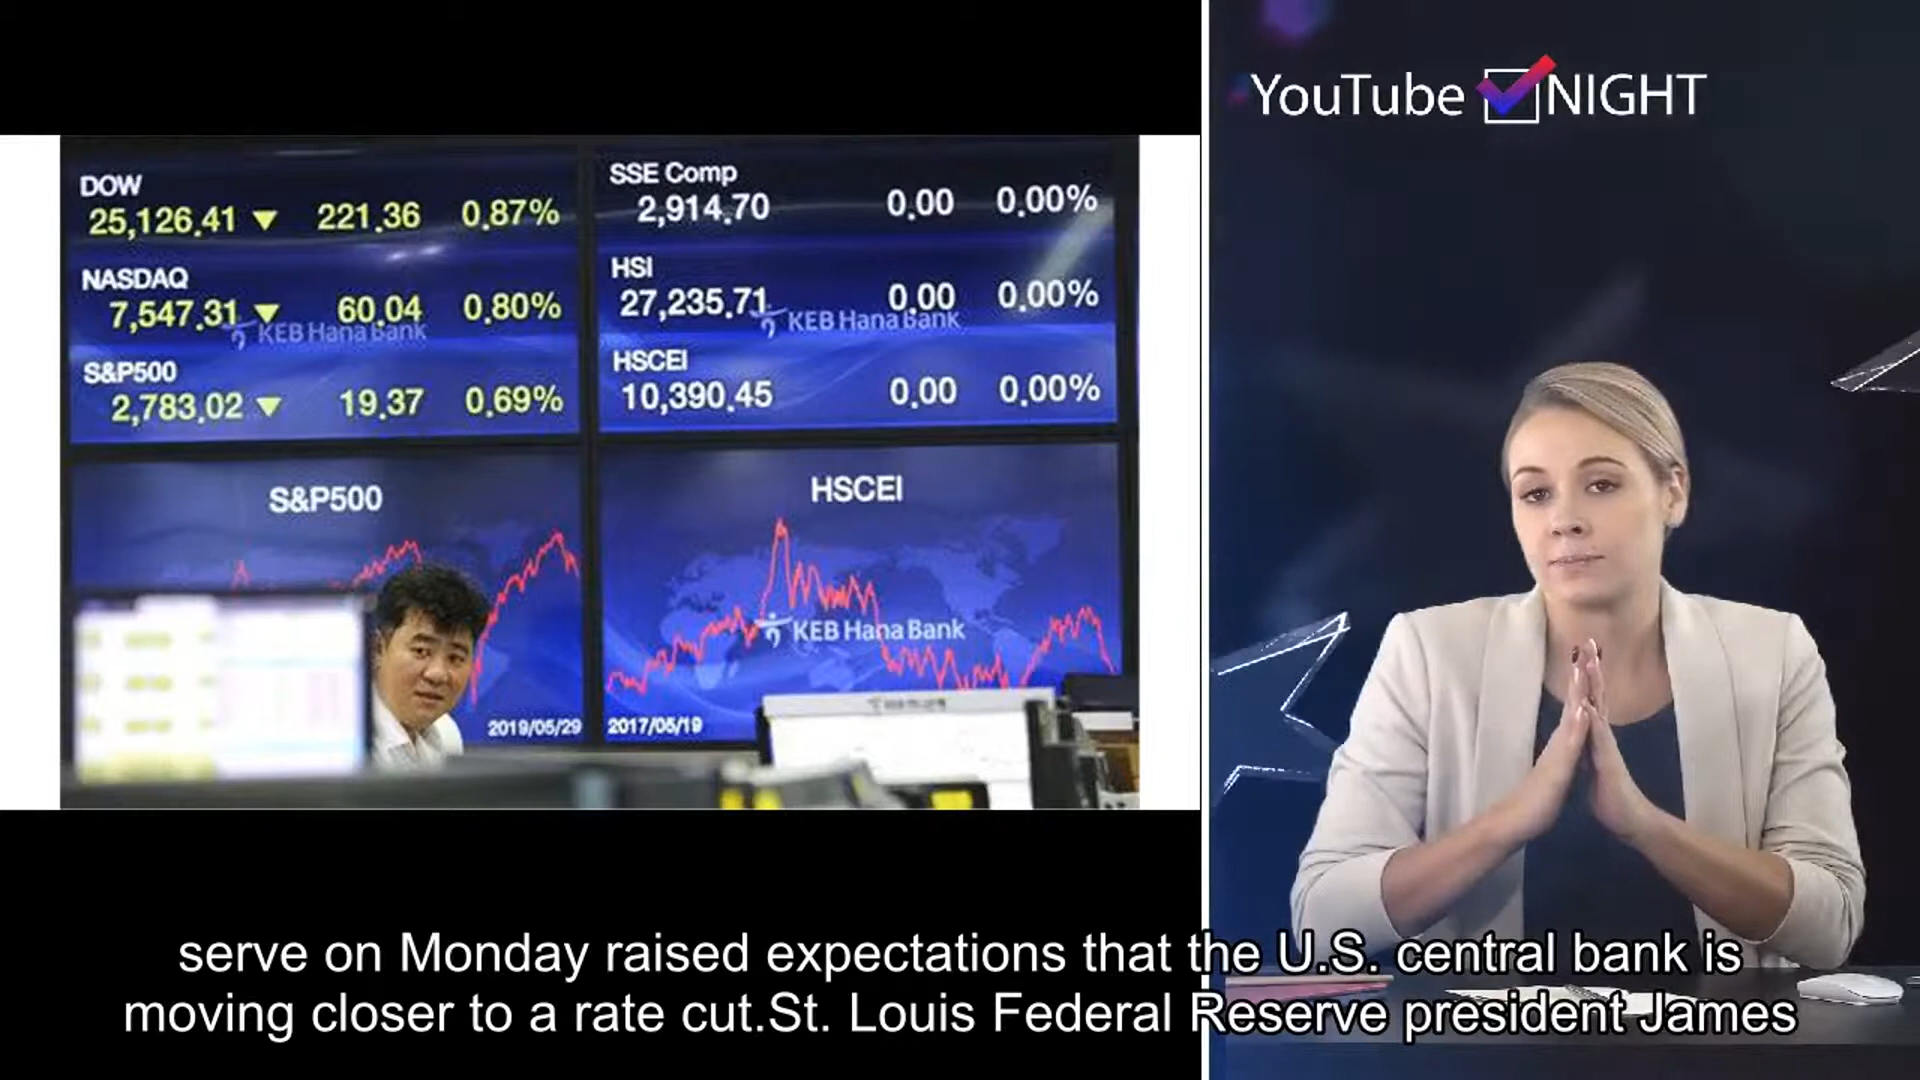 DOW
25,126.41 ▼ 221.36 0.87%
NASDAQ
7,547.31 ▼ 60.04 0.80%
KEB Hana Bank
S&P500
2,783.02 ▼ 19.37 0.69%
SSE Comp
2,914.70 0.00 0.00%
HSI
27,235.71 0.00 0.00%
KEB Hana Bank
HSCEI
10,390.45 0.00 0.00%
S&P500
2019/05/29
HSCEI
KEB Hana Bank
2017/05/19
YouTube NIGHT
serve on Monday raised expectations that the U.S. central bank is
moving closer to a rate cut.St. Louis Federal Reserve president James